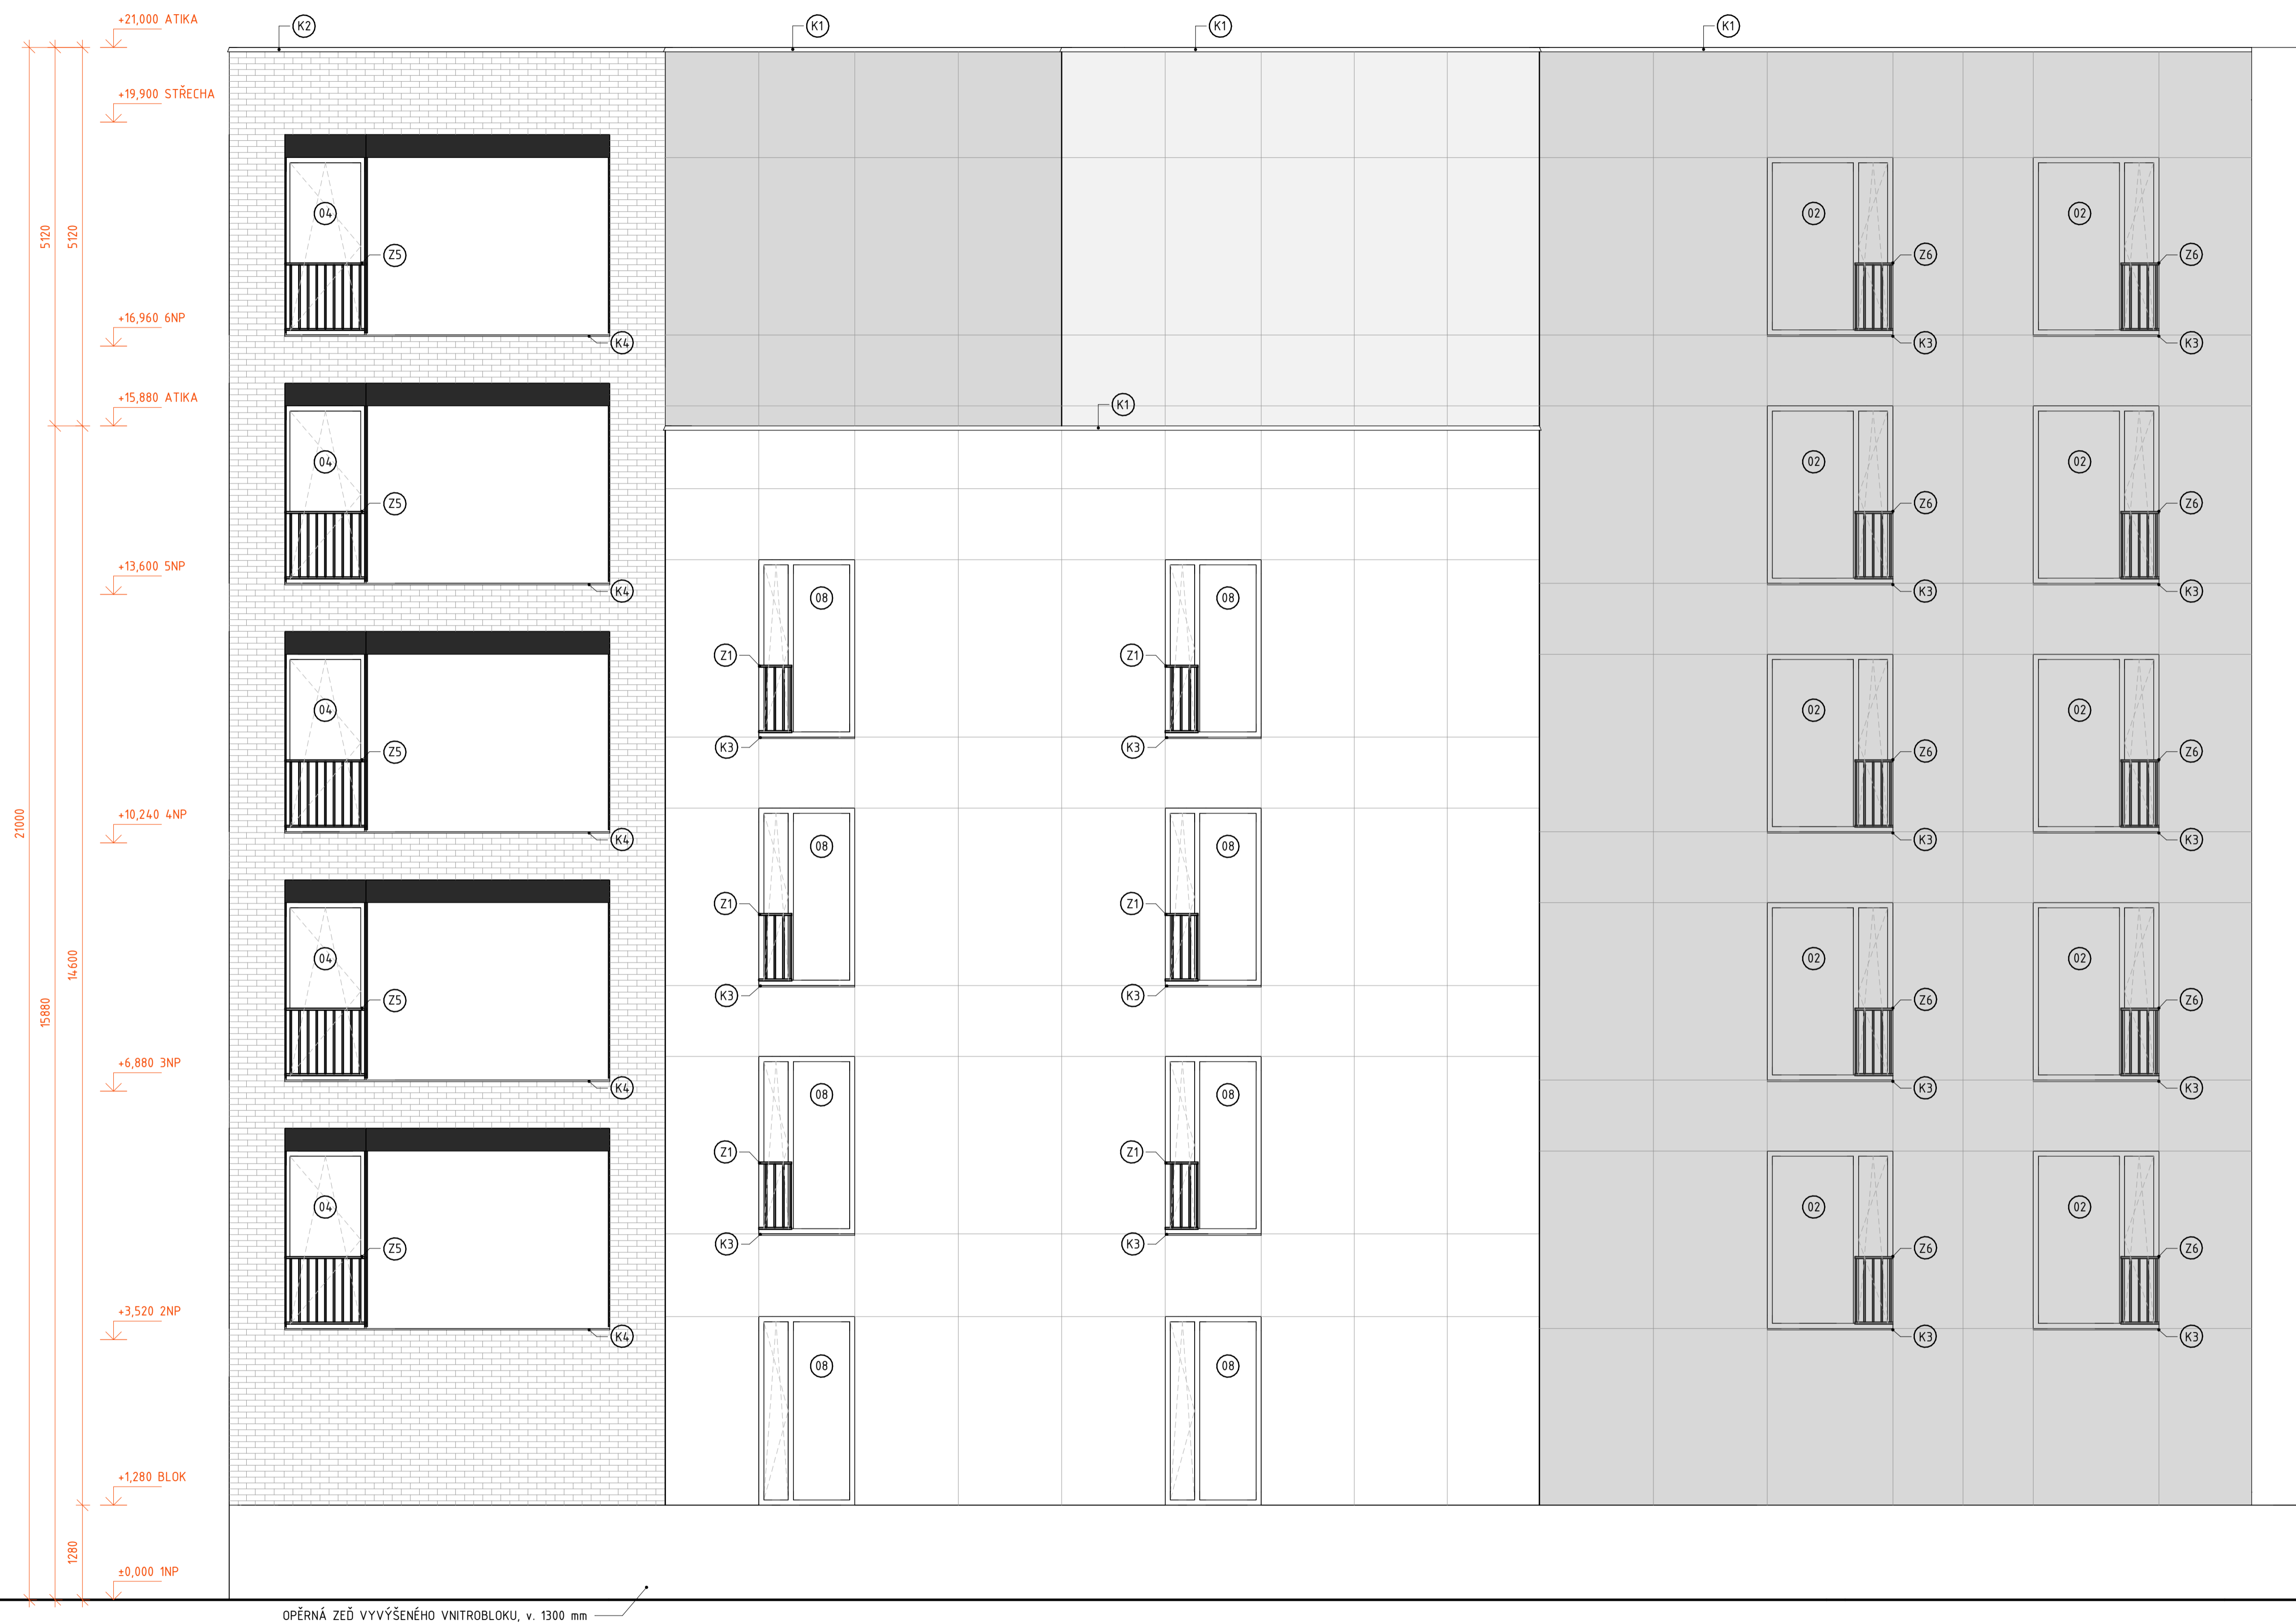 +21,000 ATIKA
K2
K1
K1
K1
+19,900 STŘECHA
04
02
02
5120
5120
Z5
Z6
Z6
+16,960 6NP
K4
K3
K3
+15,880 ATIKA
K1
04
02
02
Z5
Z6
Z6
+13,600 5NP
K4
K3
K3
08
08
Z1
Z1
04
02
02
Z5
K3
K3
Z6
Z6
+10,240 4NP
21000
K4
K3
K3
08
08
Z1
Z1
04
02
02
14600
Z5
K3
K3
Z6
Z6
15880
+6,880 3NP
K4
K3
K3
08
08
Z1
Z1
04
02
02
Z5
K3
K3
Z6
Z6
+3,520 2NP
K4
K3
K3
08
08
+1,280 BLOK
1280
±0,000 1NP
OPĚRNÁ ZEĎ VYVÝŠENÉHO VNITROBLOKU, v. 1300 mm